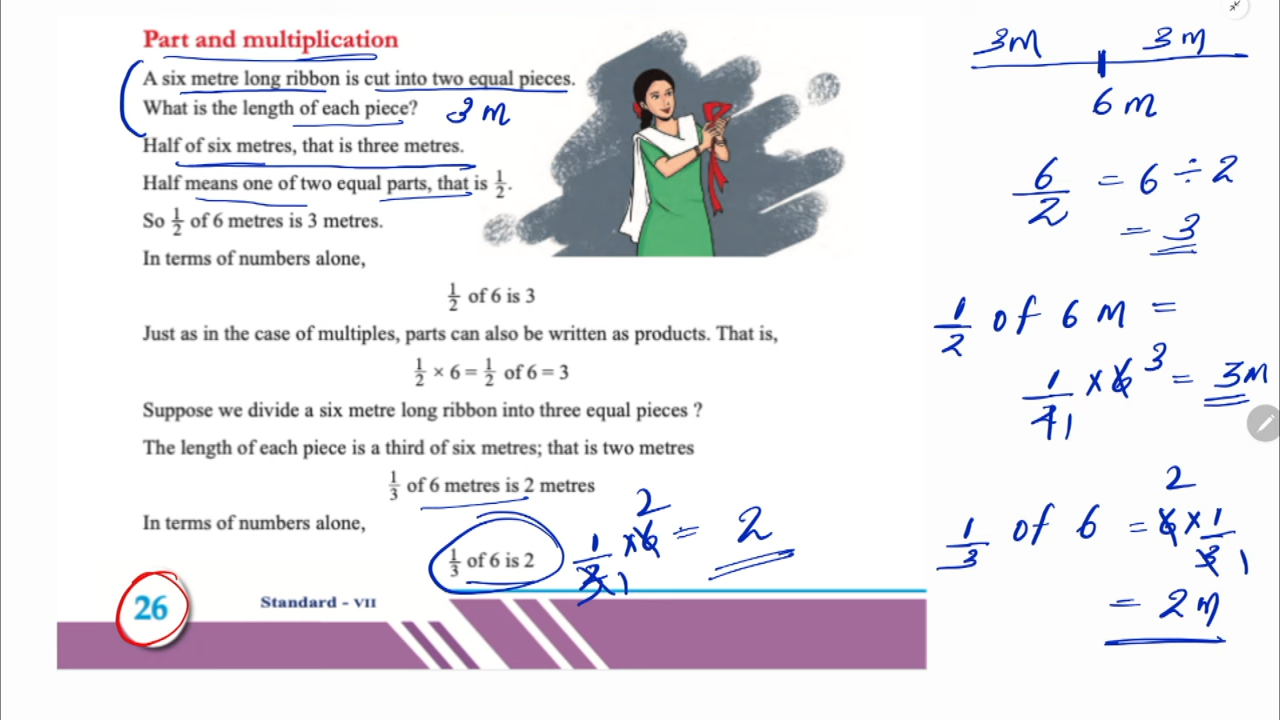 Part and multiplication
A six metre long ribbon is cut into two equal pieces.
What is the length of each piece? 3 m
Half of six metres, that is three metres.
Half means one of two equal parts, that is 1/2.
So 1/2 of 6 metres is 3 metres.
In terms of numbers alone,
1/2 of 6 is 3
Just as in the case of multiples, parts can also be written as products. That is,
1/2 × 6 = 1/2 of 6 = 3
Suppose we divide a six metre long ribbon into three equal pieces ?
The length of each piece is a third of six metres; that is two metres
1/3 of 6 metres is 2 metres
In terms of numbers alone,
1/3 of 6 is 2
2
1/3 × 6 = 2
1
26
Standard - VII
3m 3m
6 m
6/2 = 6 ÷ 2
= 3
1/2 of 6 m =
3
1/2 × 6 = 3m
1
2
1/3 of 6 = 6 × 1/3
1
= 2 m